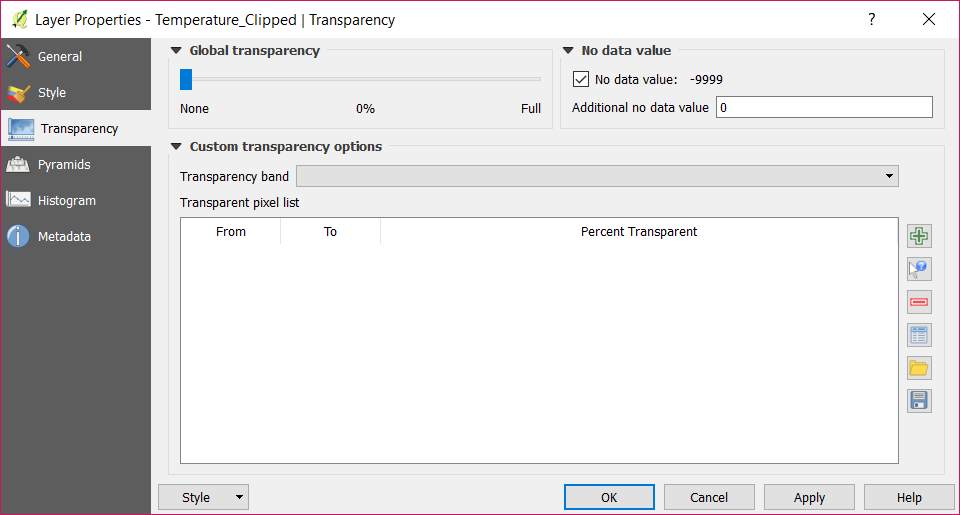 Layer Properties - Temperature_Clipped | Transparency
?
General
Style
Transparency
Pyramids
Histogram
Metadata
Global transparency
None 0% Full
No data value
No data value: -9999
Additional no data value 0
Custom transparency options
Transparency band
Transparent pixel list
From To Percent Transparent
Style OK Cancel Apply Help